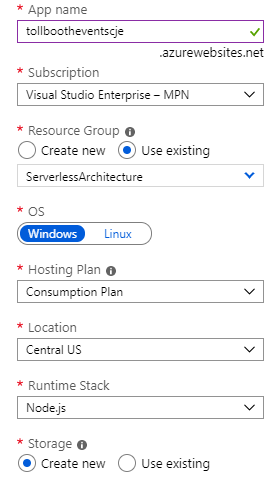 * App name
tollbootheventscje
.azurewebsites.net
* Subscription
Visual Studio Enterprise – MPN
* Resource Group
Create new Use existing
ServerlessArchitecture
* OS
Windows Linux
* Hosting Plan
Consumption Plan
* Location
Central US
* Runtime Stack
Node.js
* Storage
Create new Use existing